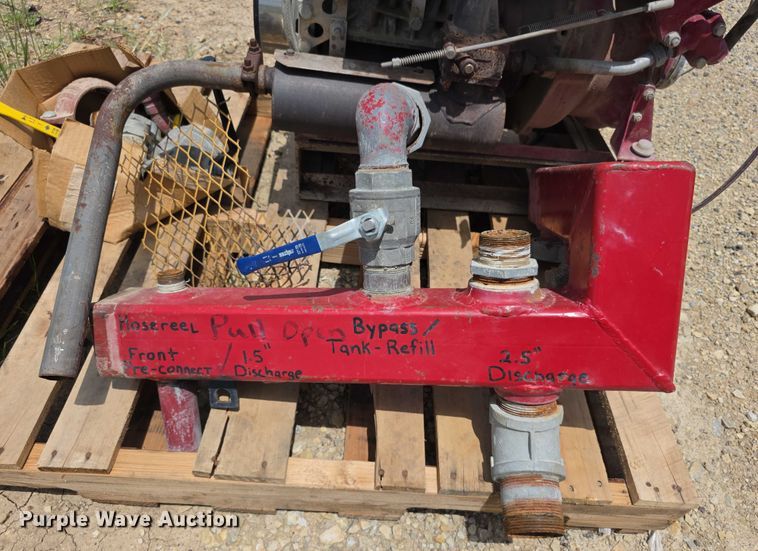 Hosereel
Pull Open
Bypass/
Tank-Refill
Front
Pre-connect
/ 1.5"
Discharge
2.5"
Discharge
Purple Wave Auction